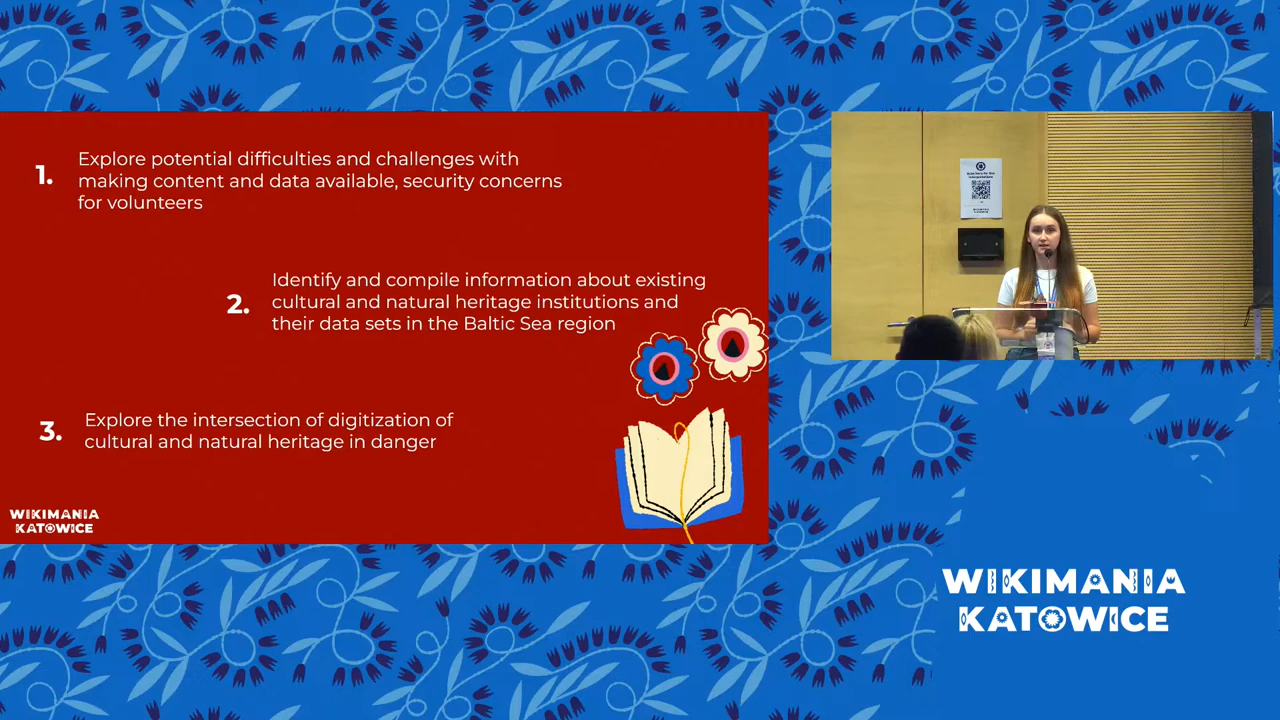 1.
Explore potential difficulties and challenges with
making content and data available, security concerns
for volunteers
2.
Identify and compile information about existing
cultural and natural heritage institutions and
their data sets in the Baltic Sea region
3.
Explore the intersection of digitization of
cultural and natural heritage in danger
WIKIMANIA
KATOWICE
WIKIMANIA
KATOWICE